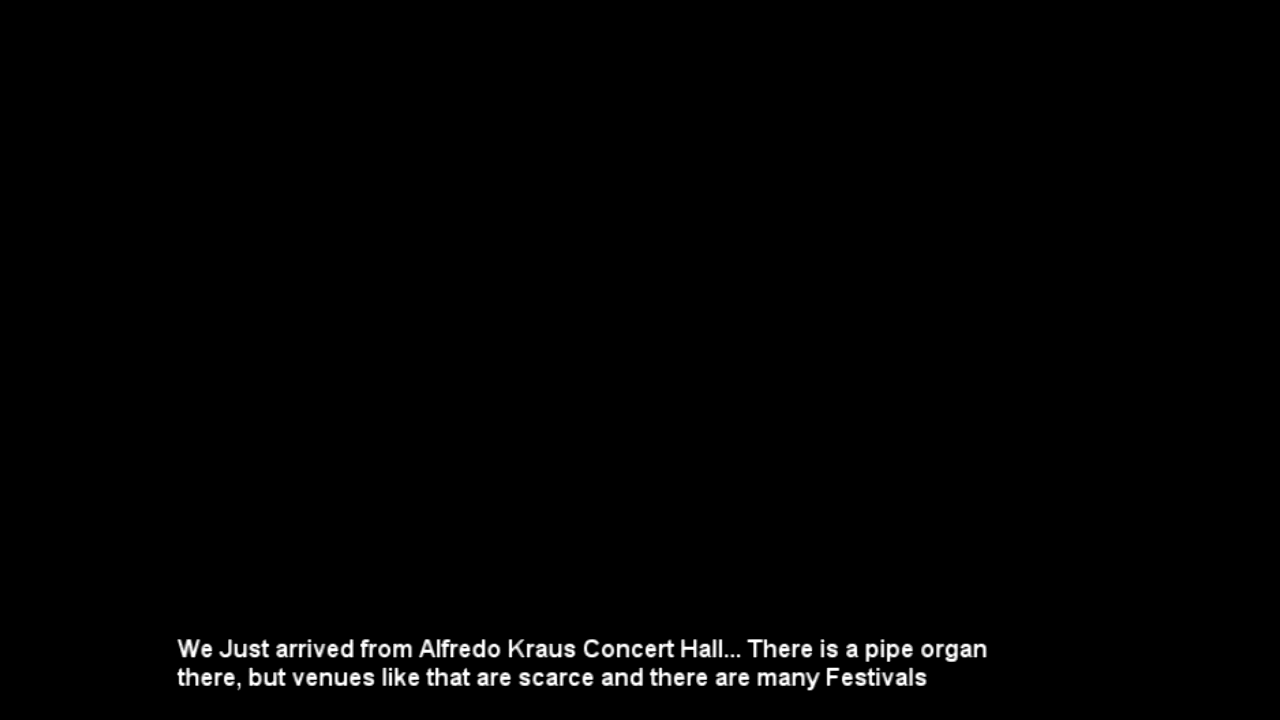 We Just arrived from Alfredo Kraus Concert Hall... There is a pipe organ
there, but venues like that are scarce and there are many Festivals